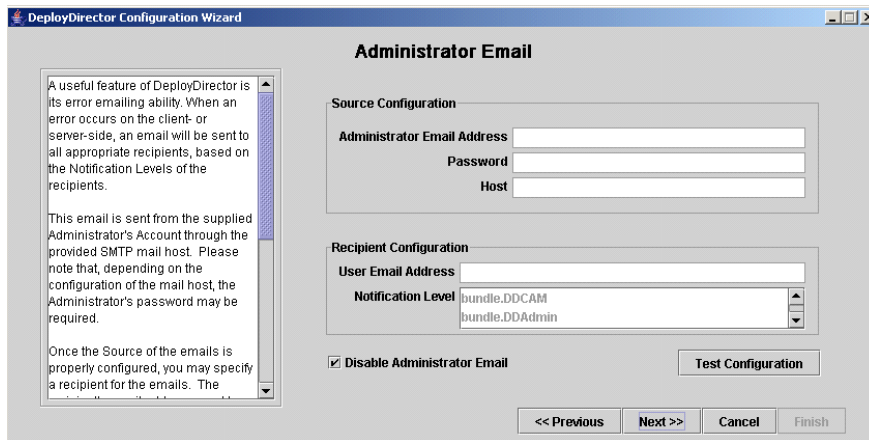 DeployDirector Configuration Wizard
Administrator Email
A useful feature of DeployDirector is
its error emailing ability. When an
error occurs on the client- or
server-side, an email will be sent to
all appropriate recipients, based on
the Notification Levels of the
recipients.
This email is sent from the supplied
Administrator's Account through the
provided SMTP mail host. Please
note that, depending on the
configuration of the mail host, the
Administrator's password may be
required.
Once the Source of the emails is
properly configured, you may specify
a recipient for the emails. The
Source Configuration
Administrator Email Address
Password
Host
Recipient Configuration
User Email Address
Notification Level
bundle.DDCAM
bundle.DDAdmin
Disable Administrator Email
Test Configuration
<< Previous
Next >>
Cancel
Finish